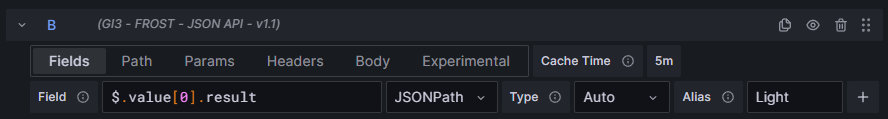 B (GI3 - FROST - JSON API - v1.1)
Fields Path Params Headers Body Experimental Cache Time 5m
Field $.value[0].result JSONPath Type Auto Alias Light +